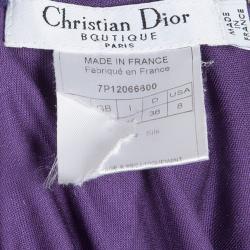 Christian Dior
BOUTIQUE
PARIS
MADE IN FRANCE
MADE IN FRANCE
Fabriqué en France
7P12066800
GB I D USA
38 8